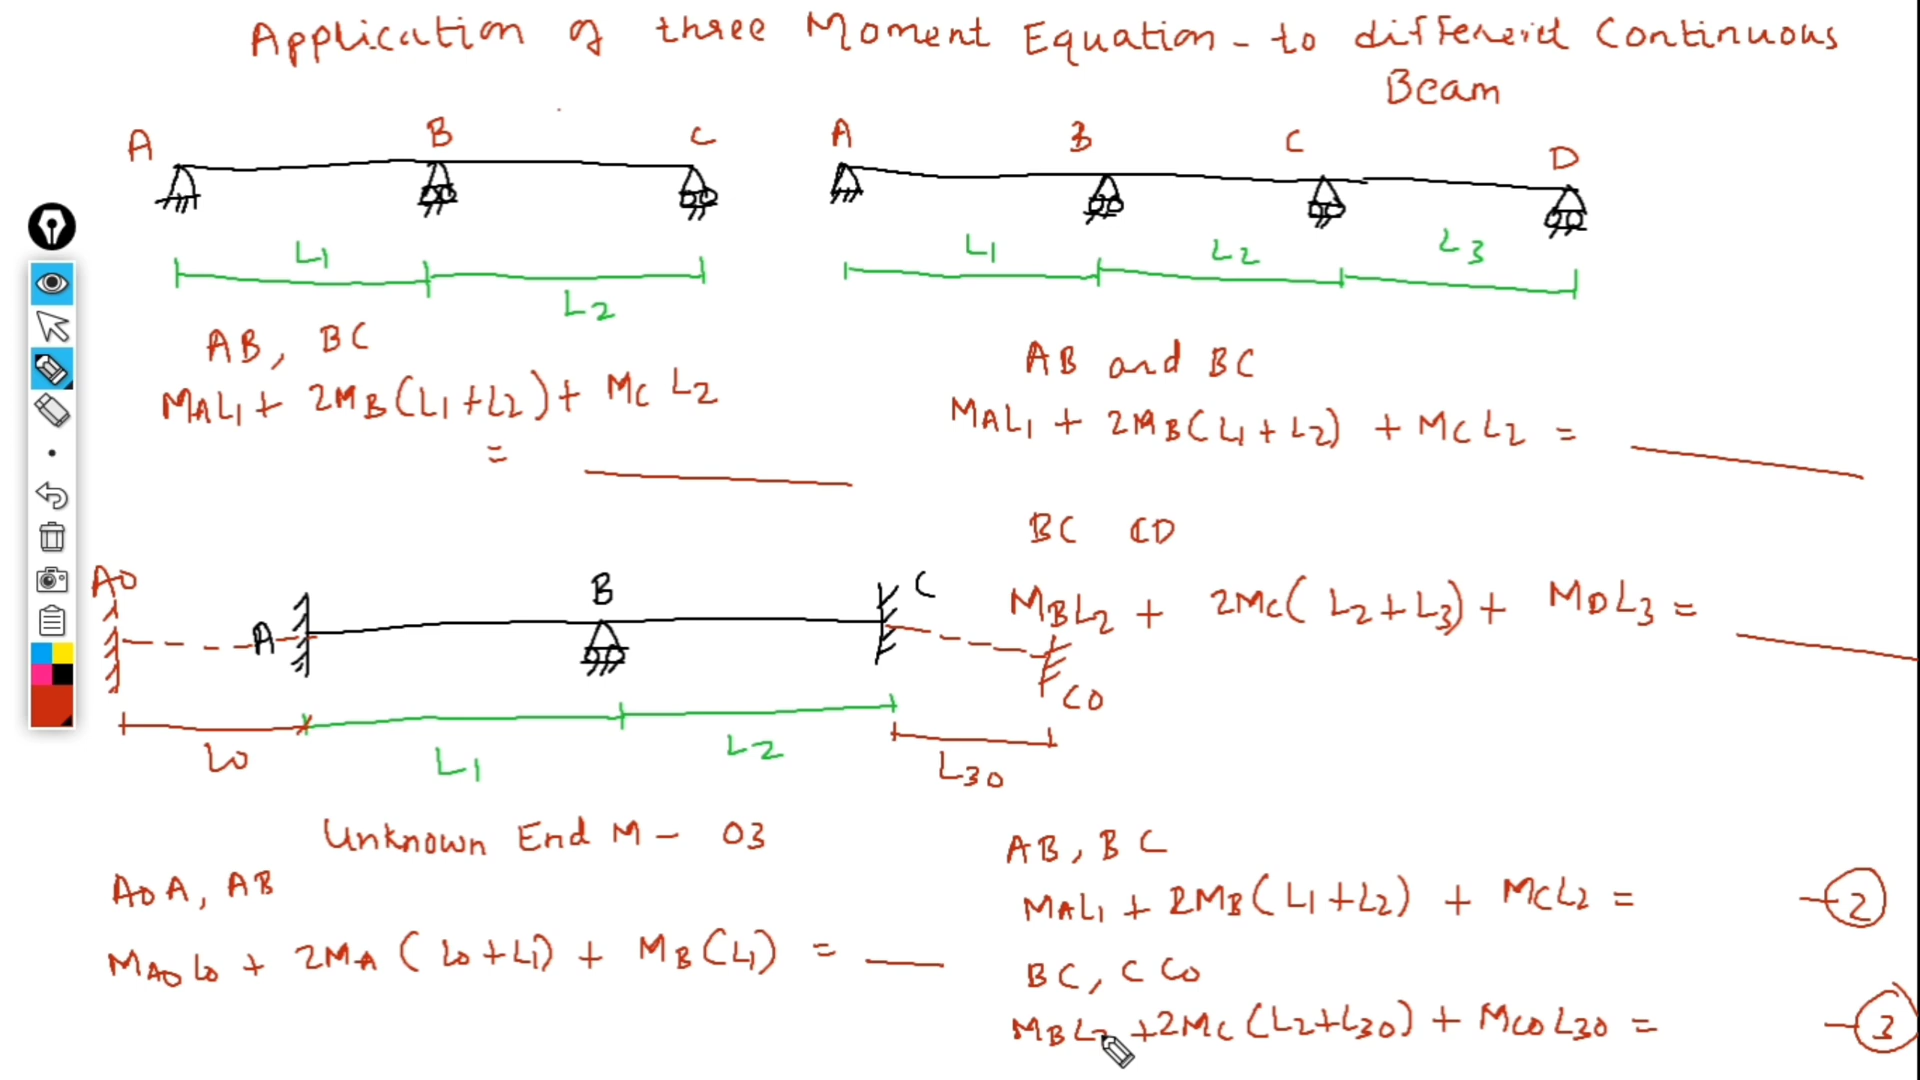 Application of three Moment Equation - to different Continuous
Beam
A B C
L1
L2
AB, BC
MAL1 + 2MB(L1+L2) + MC L2
=
A B C D
L1 L2 L3
AB and BC
MAL1 + 2MB(L1+L2) + MCL2 =
BC CD
MBL2 + 2MC(L2+L3) + MDL3 =
A0 A B C C0
L0 L1 L2 L30
Unknown End M - 03
A0A, AB
MA0L0 + 2MA(L0+L1) + MB(L1) =
AB, BC
MAL1 + 2MB(L1+L2) + MCL2 = -2
BC, CC0
MBL2 + 2MC(L2+L30) + MC0L30 = -3